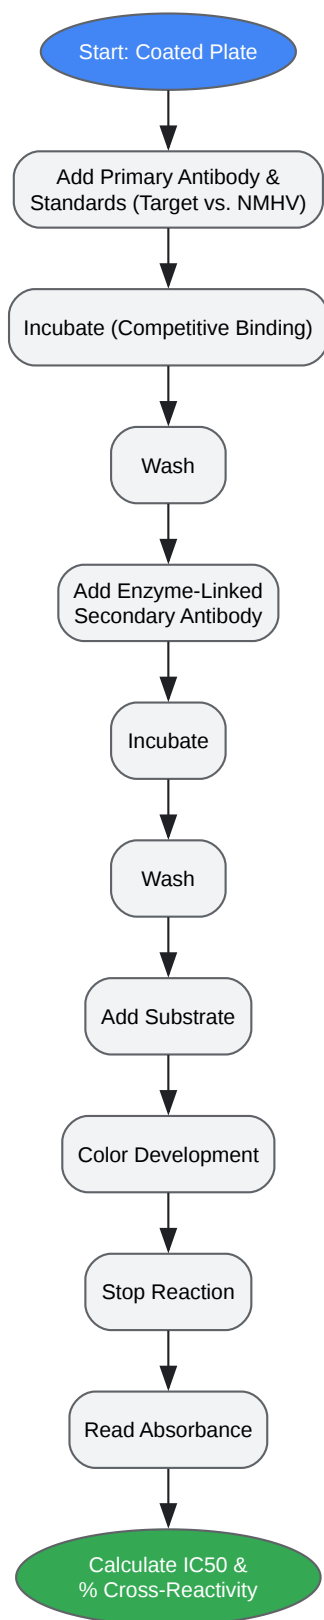 Start: Coated Plate
Add Primary Antibody &
Standards (Target vs. NMHV)
Incubate (Competitive Binding)
Wash
Add Enzyme-Linked
Secondary Antibody
Incubate
Wash
Add Substrate
Color Development
Stop Reaction
Read Absorbance
Calculate IC50 &
% Cross-Reactivity